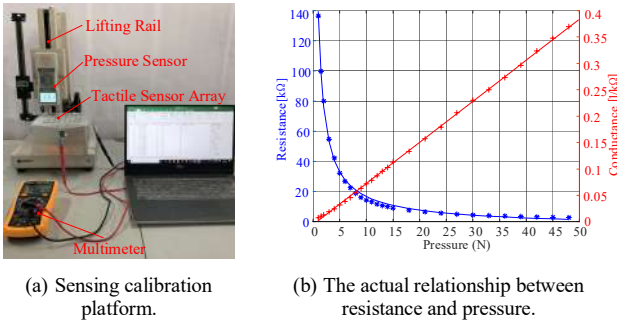 Lifting Rail
Pressure Sensor
Tactile Sensor Array
Multimeter
(a) Sensing calibration
platform.
140
120
100
80
60
40
20
0
Resistance[kΩ]
0 5 10 15 20 25 30 35 40 45 50
Pressure (N)
0.4
0.35
0.3
0.25
0.2
0.15
0.1
0.05
0
Conductance[1/kΩ]
(b) The actual relationship between
resistance and pressure.